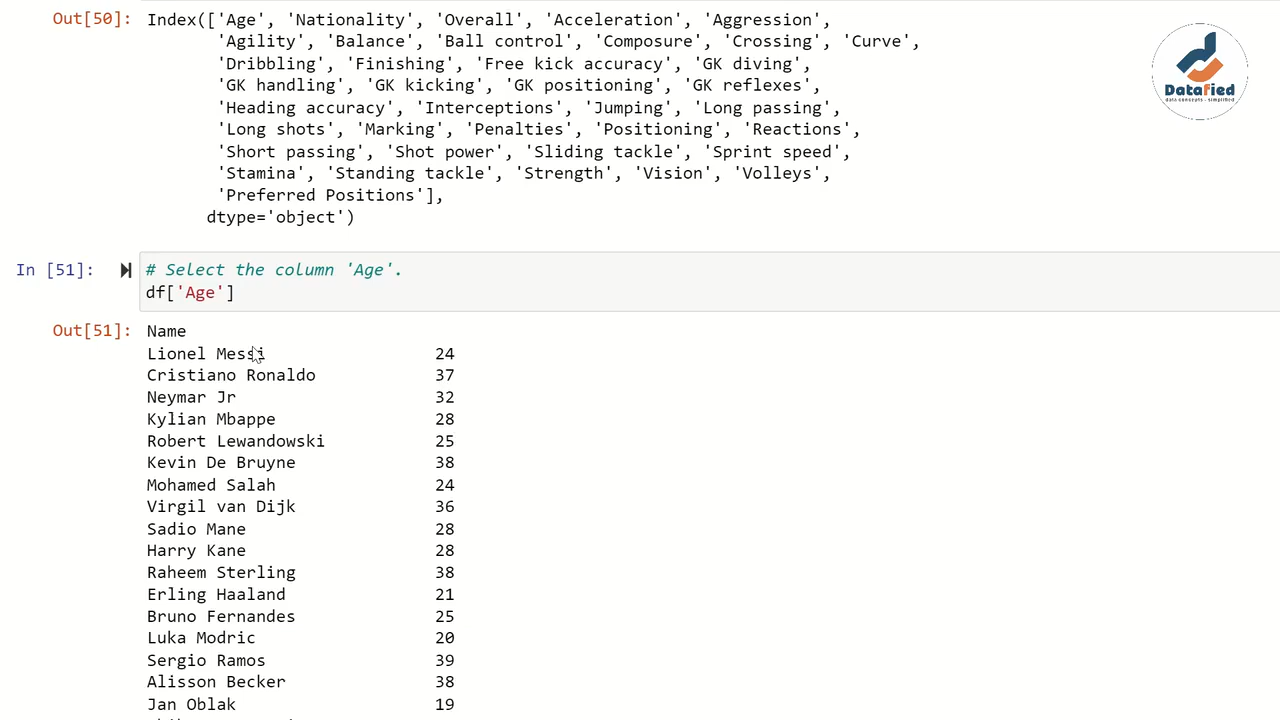 Out[50]: Index(['Age', 'Nationality', 'Overall', 'Acceleration', 'Aggression',
'Agility', 'Balance', 'Ball control', 'Composure', 'Crossing', 'Curve',
'Dribbling', 'Finishing', 'Free kick accuracy', 'GK diving',
'GK handling', 'GK kicking', 'GK positioning', 'GK reflexes',
'Heading accuracy', 'Interceptions', 'Jumping', 'Long passing',
'Long shots', 'Marking', 'Penalties', 'Positioning', 'Reactions',
'Short passing', 'Shot power', 'Sliding tackle', 'Sprint speed',
'Stamina', 'Standing tackle', 'Strength', 'Vision', 'Volleys',
'Preferred Positions'],
dtype='object')
Datafied
data concepts - simplified
In [51]: # Select the column 'Age'.
df['Age']
Out[51]: Name
Lionel Messi 24
Cristiano Ronaldo 37
Neymar Jr 32
Kylian Mbappe 28
Robert Lewandowski 25
Kevin De Bruyne 38
Mohamed Salah 24
Virgil van Dijk 36
Sadio Mane 28
Harry Kane 28
Raheem Sterling 38
Erling Haaland 21
Bruno Fernandes 25
Luka Modric 20
Sergio Ramos 39
Alisson Becker 38
Jan Oblak 19